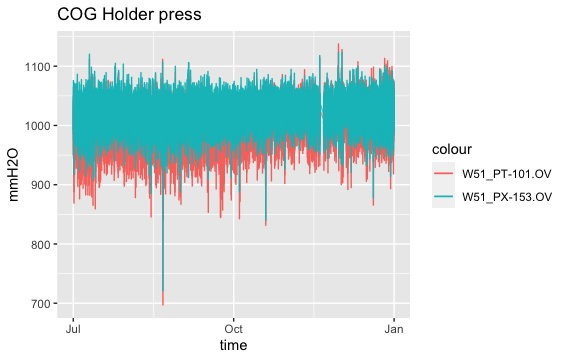 COG Holder press
mmH2O
1100
1000
900
800
700
Jul
Oct
Jan
time
colour
W51_PT-101.OV
W51_PX-153.OV